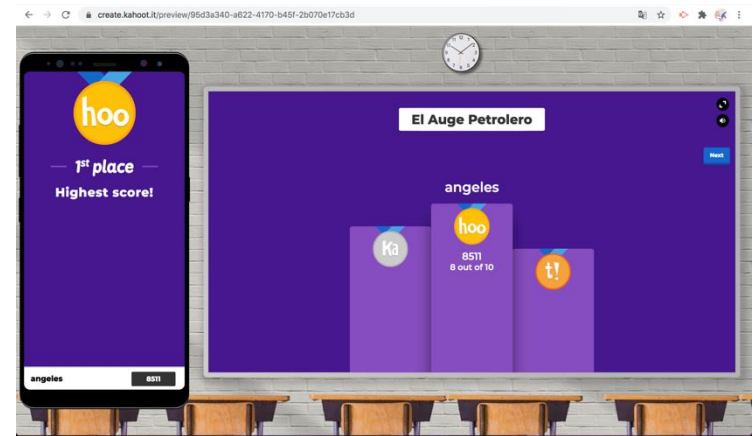 create.kahoot.it/preview/95d3a340-a622-4170-b45f-2b070e17cb3d
hoo
1st place
Highest score!
angeles 8511
El Auge Petrolero
Next
angeles
Ka
hoo
8511
8 out of 10
t!